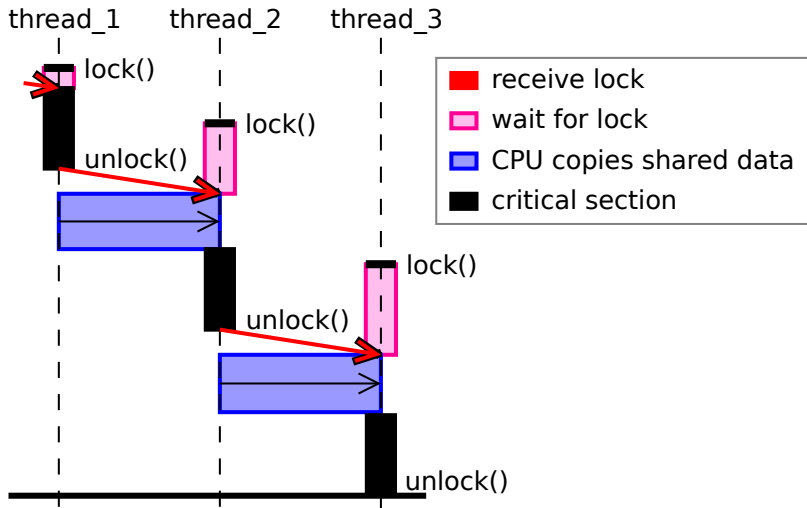 thread_1 thread_2 thread_3
lock()
receive lock
wait for lock
lock()
unlock()
CPU copies shared data
critical section
lock()
unlock()
unlock()